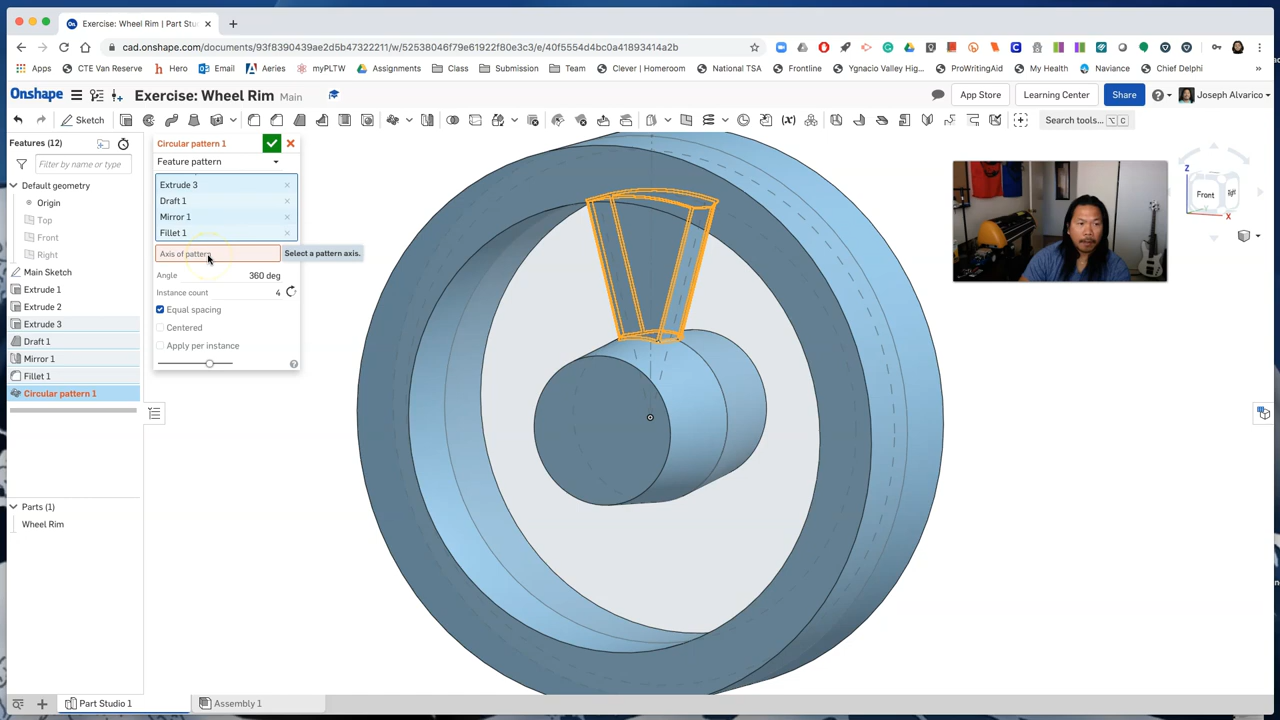 Exercise: Wheel Rim | Part Stud
cad.onshape.com/documents/93f8390439ae2d5b47322211/w/52538046f79e61922f80e3c3/e/40f5554d4bc0a41893414a2b
Apps CTE Van Reserve Hero Email Aeries myPLTW Assignments Class Submission Team Clever | Homeroom National TSA Frontline Ygnacio Valley Hig... ProWritingAid My Health Naviance Chief Delphi
Onshape Exercise: Wheel Rim Main App Store Learning Center Share Joseph Alvarico
Sketch Search tools... C
Features (12)
Filter by name or type
Default geometry
Origin
Top
Front
Right
Main Sketch
Extrude 1
Extrude 2
Extrude 3
Draft 1
Mirror 1
Fillet 1
Circular pattern 1
Parts (1)
Wheel Rim
Circular pattern 1
Feature pattern
Extrude 3
Draft 1
Mirror 1
Fillet 1
Axis of pattern Select a pattern axis.
Angle 360 deg
Instance count 4
Equal spacing
Centered
Apply per instance
Z
Front
Right
X
Part Studio 1 Assembly 1